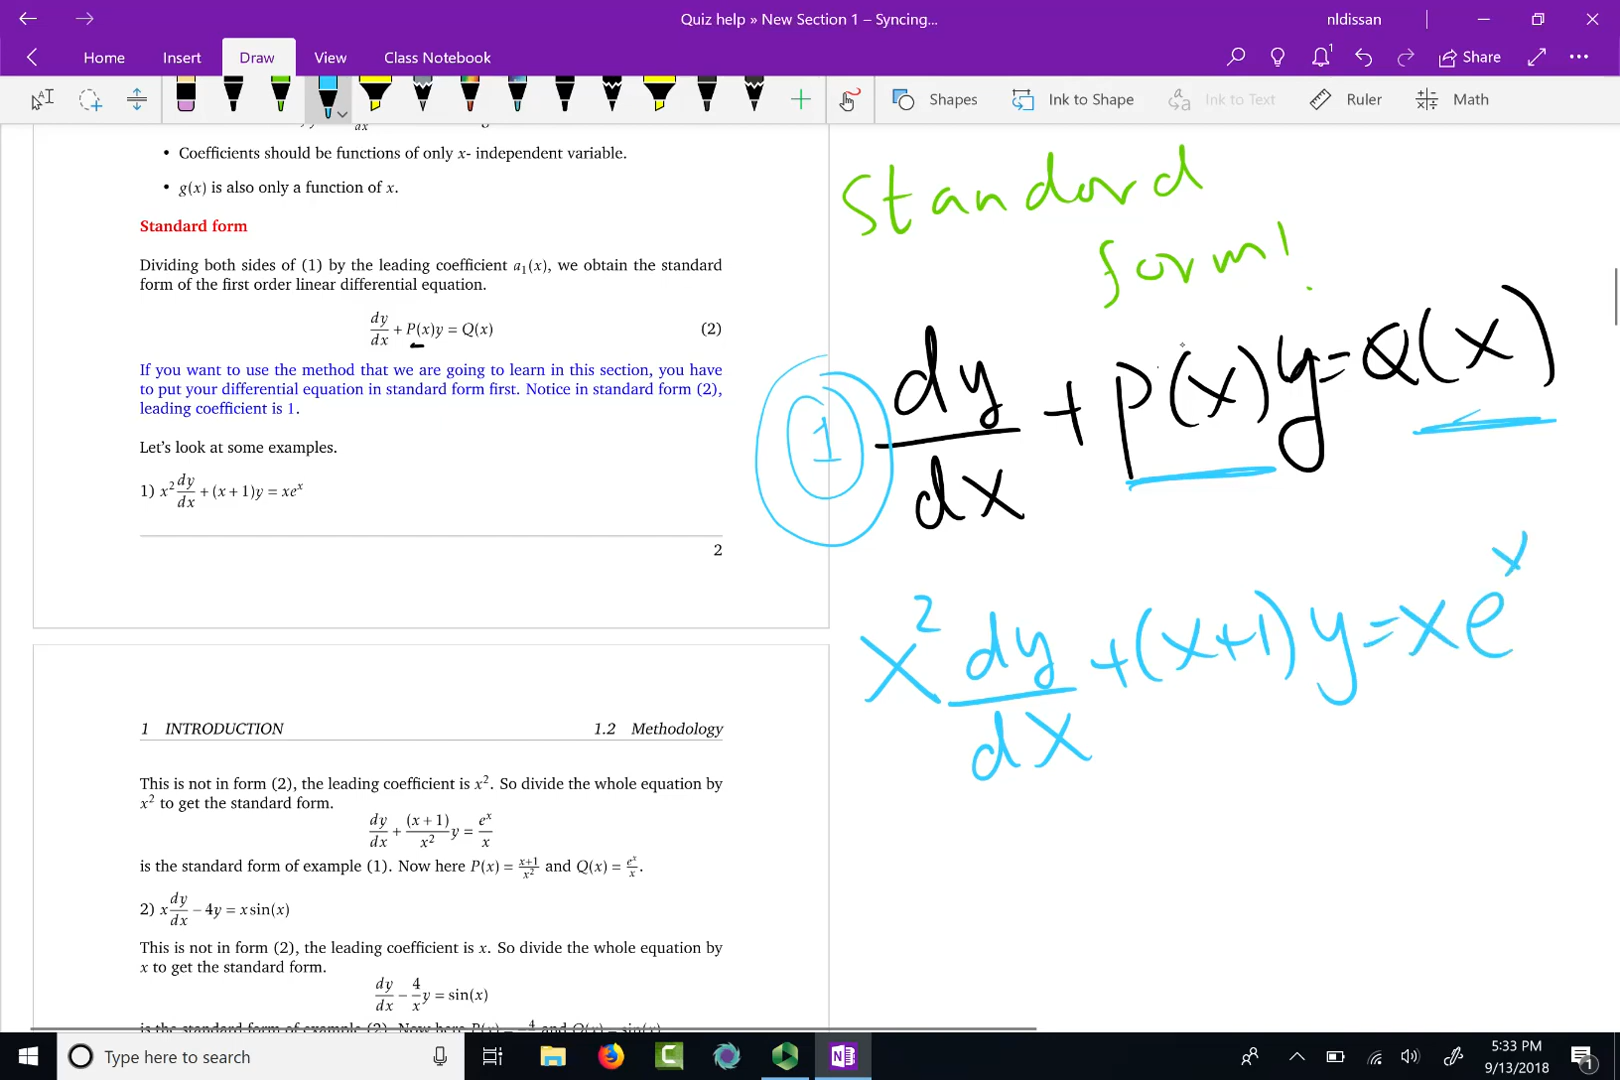 Quiz help » New Section 1 – Syncing...
nldissan
Home Insert Draw View Class Notebook
Share
Shapes Ink to Shape Ink to Text Ruler Math
dx
• Coefficients should be functions of only x- independent variable.
• g(x) is also only a function of x.
Standard form
Dividing both sides of (1) by the leading coefficient a₁(x), we obtain the standard
form of the first order linear differential equation.
dy/dx + P(x)y = Q(x) (2)
If you want to use the method that we are going to learn in this section, you have
to put your differential equation in standard form first. Notice in standard form (2),
leading coefficient is 1.
Let's look at some examples.
1) x² dy/dx + (x + 1)y = xeˣ
2
1 INTRODUCTION 1.2 Methodology
This is not in form (2), the leading coefficient is x². So divide the whole equation by
x² to get the standard form.
dy/dx + (x + 1)/x² y = eˣ/x
is the standard form of example (1). Now here P(x) = x+1/x² and Q(x) = eˣ/x.
2) x dy/dx − 4y = x sin(x)
This is not in form (2), the leading coefficient is x. So divide the whole equation by
x to get the standard form.
dy/dx − 4/x y = sin(x)
Standard
form!
1 dy/dx + P(x)y = Q(x)
x² dy/dx + (x+1)y = xeˣ
Type here to search
5:33 PM
9/13/2018